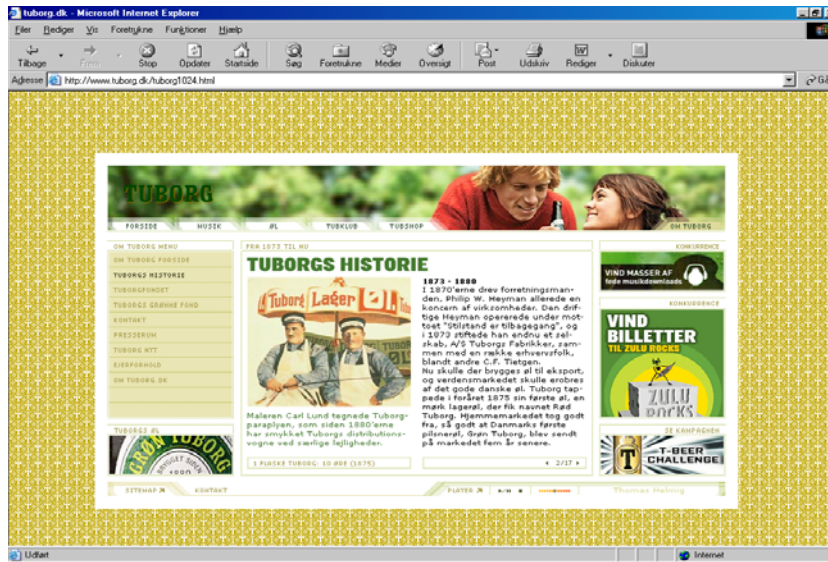 tuborg.dk - Microsoft Internet Explorer
Filer Rediger Vis Foretrukne Funktioner Hjælp
Tilbage Frem Stop Opdater Startside Søg Foretrukne Medier Oversigt Post Udskriv Rediger Diskuter
Adresse http://www.tuborg.dk/tuborg1024.html
TUBORG
FORSIDE MUSIK ØL TUBKLUB TUBSHOP OM TUBORG
OM TUBORG MENU
OM TUBORG FORSIDE
TUBORGS HISTORIE
TUBORGFONDET
TUBORGS GRØNNE FOND
KONTAKT
PRESSERUM
TUBORG NYT
EJERFORHOLD
OM TUBORG.DK
TUBORGS ØL
GRØN TUBORG
BRYGGET SIDEN
1880
FRA 1873 TIL NU
TUBORGS HISTORIE
Tuborg Lager ØL.
Maleren Carl Lund tegnede Tuborg-
paraplyen, som siden 1880'erne
har smykket Tuborgs distributions-
vogne ved særlige lejligheder.
1 FLASKE TUBORG: 10 ØRE (1875)
1873 - 1880
I 1870'erne drev forretningsman-
den, Philip W. Heyman allerede en
koncern af virksomheder. Den drif-
tige Heyman opererede under mot-
toet "Stilstand er tilbagegang", og
i 1873 stiftede han endnu et sel-
skab, A/S Tuborgs Fabrikker, sam-
men med en række erhvervsfolk,
blandt andre C.F. Tietgen.
Nu skulle der brygges øl til eksport,
og verdensmarkedet skulle erobres
af det gode danske øl. Tuborg tap-
pede i foråret 1875 sin første øl, en
mørk lagerøl, der fik navnet Rød
Tuborg. Hjemmemarkedet tog godt
fra, så godt at Danmarks første
pilsnerøl, Grøn Tuborg, blev sendt
på markedet fem år senere.
2/17
KONKURRENCE
VIND MASSER AF
fede musikdownloads
KONKURRENCE
VIND
BILLETTER
TIL ZULU ROCKS
ZULU
ROCKS
SE KAMPAGNEN
T
T-BEER
CHALLENGE
SITEMAP KONTAKT PLAYER Thomas Helmig
Udført Internet